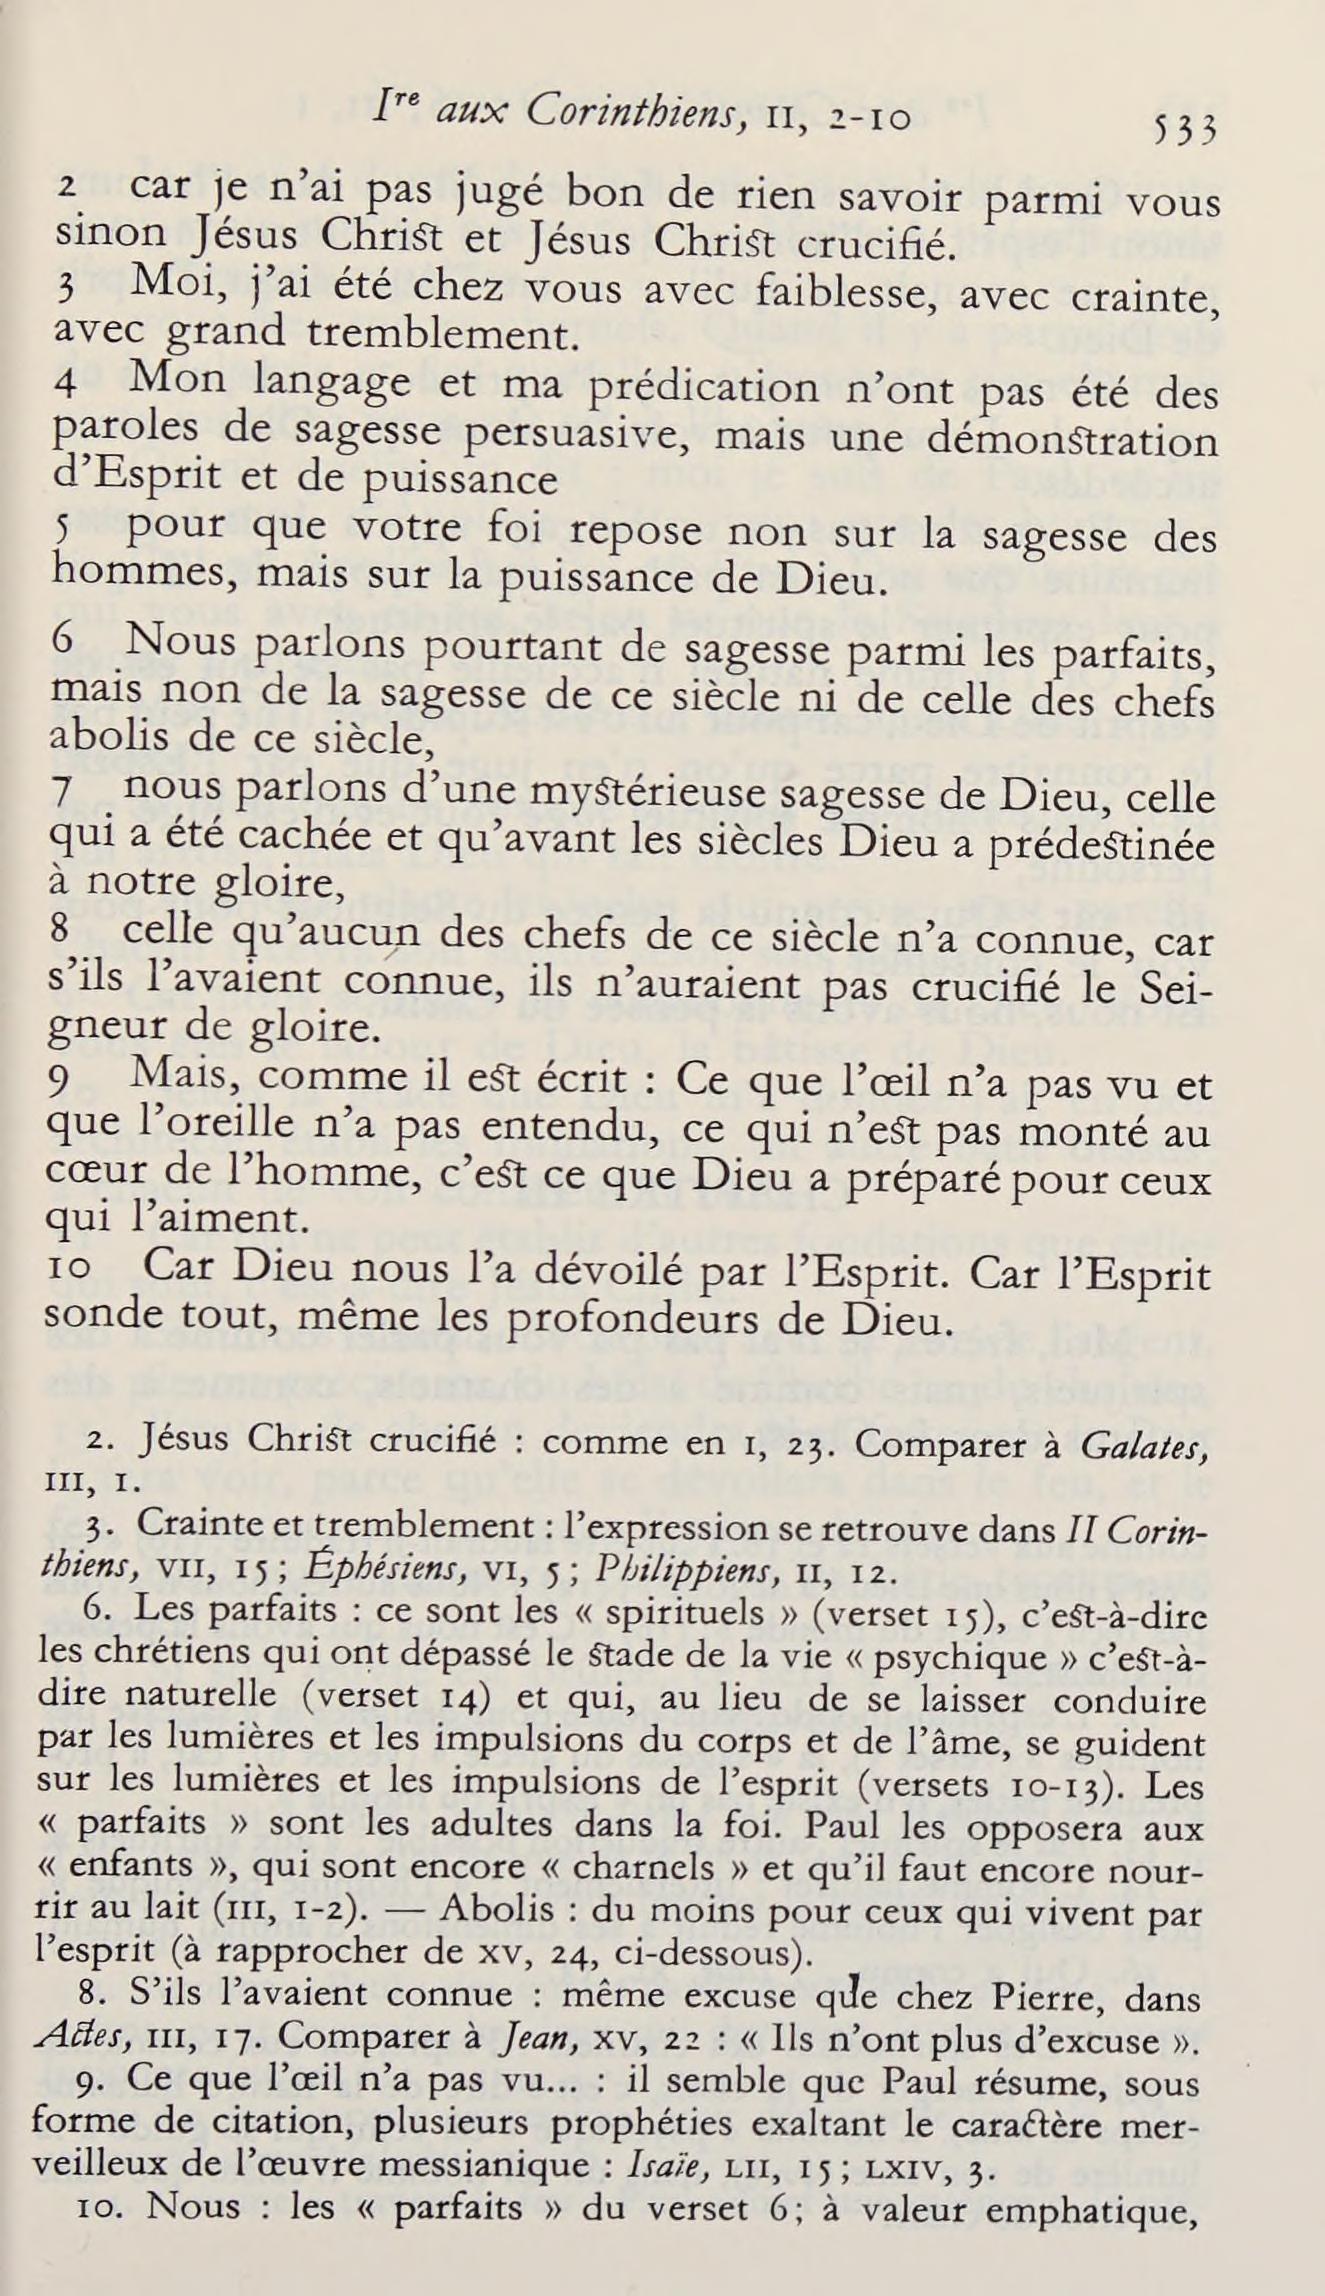 Iʳᵉ aux Corinthiens, II, 2-10 533
2 car je n’ai pas jugé bon de rien savoir parmi vous
sinon Jésus Christ et Jésus Christ crucifié.
3 Moi, j’ai été chez vous avec faiblesse, avec crainte,
avec grand tremblement.
4 Mon langage et ma prédication n’ont pas été des
paroles de sagesse persuasive, mais une démonstration
d’Esprit et de puissance
5 pour que votre foi repose non sur la sagesse des
hommes, mais sur la puissance de Dieu.
6 Nous parlons pourtant de sagesse parmi les parfaits,
mais non de la sagesse de ce siècle ni de celle des chefs
abolis de ce siècle,
7 nous parlons d’une mystérieuse sagesse de Dieu, celle
qui a été cachée et qu’avant les siècles Dieu a prédestinée
à notre gloire,
8 celle qu’aucun des chefs de ce siècle n’a connue, car
s’ils l’avaient connue, ils n’auraient pas crucifié le Sei-
gneur de gloire.
9 Mais, comme il est écrit : Ce que l’œil n’a pas vu et
que l’oreille n’a pas entendu, ce qui n’est pas monté au
cœur de l’homme, c’est ce que Dieu a préparé pour ceux
qui l’aiment.
10 Car Dieu nous l’a dévoilé par l’Esprit. Car l’Esprit
sonde tout, même les profondeurs de Dieu.
2. Jésus Christ crucifié : comme en I, 23. Comparer à Galates,
III, 1.
3. Crainte et tremblement : l’expression se retrouve dans II Corin-
thiens, VII, 15 ; Éphésiens, VI, 5 ; Philippiens, II, 12.
6. Les parfaits : ce sont les « spirituels » (verset 15), c’est-à-dire
les chrétiens qui ont dépassé le stade de la vie « psychique » c’est-à-
dire naturelle (verset 14) et qui, au lieu de se laisser conduire
par les lumières et les impulsions du corps et de l’âme, se guident
sur les lumières et les impulsions de l’esprit (versets 10-13). Les
« parfaits » sont les adultes dans la foi. Paul les opposera aux
« enfants », qui sont encore « charnels » et qu’il faut encore nour-
rir au lait (III, 1-2). — Abolis : du moins pour ceux qui vivent par
l’esprit (à rapprocher de XV, 24, ci-dessous).
8. S’ils l’avaient connue : même excuse que chez Pierre, dans
Actes, III, 17. Comparer à Jean, XV, 22 : « Ils n’ont plus d’excuse ».
9. Ce que l’œil n’a pas vu... : il semble que Paul résume, sous
forme de citation, plusieurs prophéties exaltant le caractère mer-
veilleux de l’œuvre messianique : Isaïe, LII, 15 ; LXIV, 3.
10. Nous : les « parfaits » du verset 6 ; à valeur emphatique,